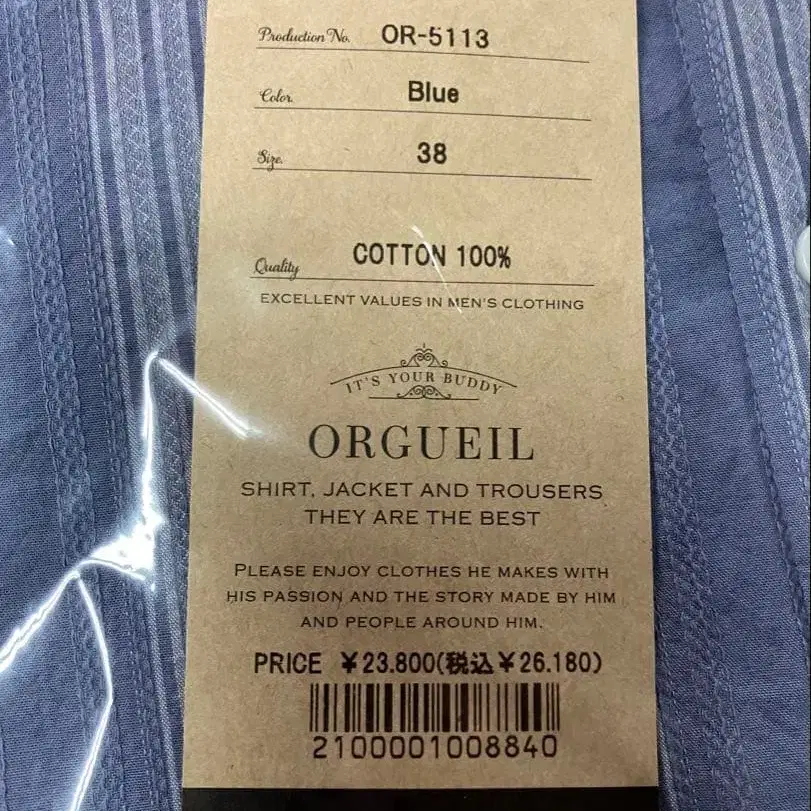 Production No. OR-5113
Color. Blue
Size. 38
Quality COTTON 100%
EXCELLENT VALUES IN MEN'S CLOTHING
IT'S YOUR BUDDY
ORGUEIL
SHIRT, JACKET AND TROUSERS
THEY ARE THE BEST
PLEASE ENJOY CLOTHES HE MAKES WITH
HIS PASSION AND THE STORY MADE BY HIM
AND PEOPLE AROUND HIM.
PRICE ¥23.800(税込¥26.180)
2100001008840